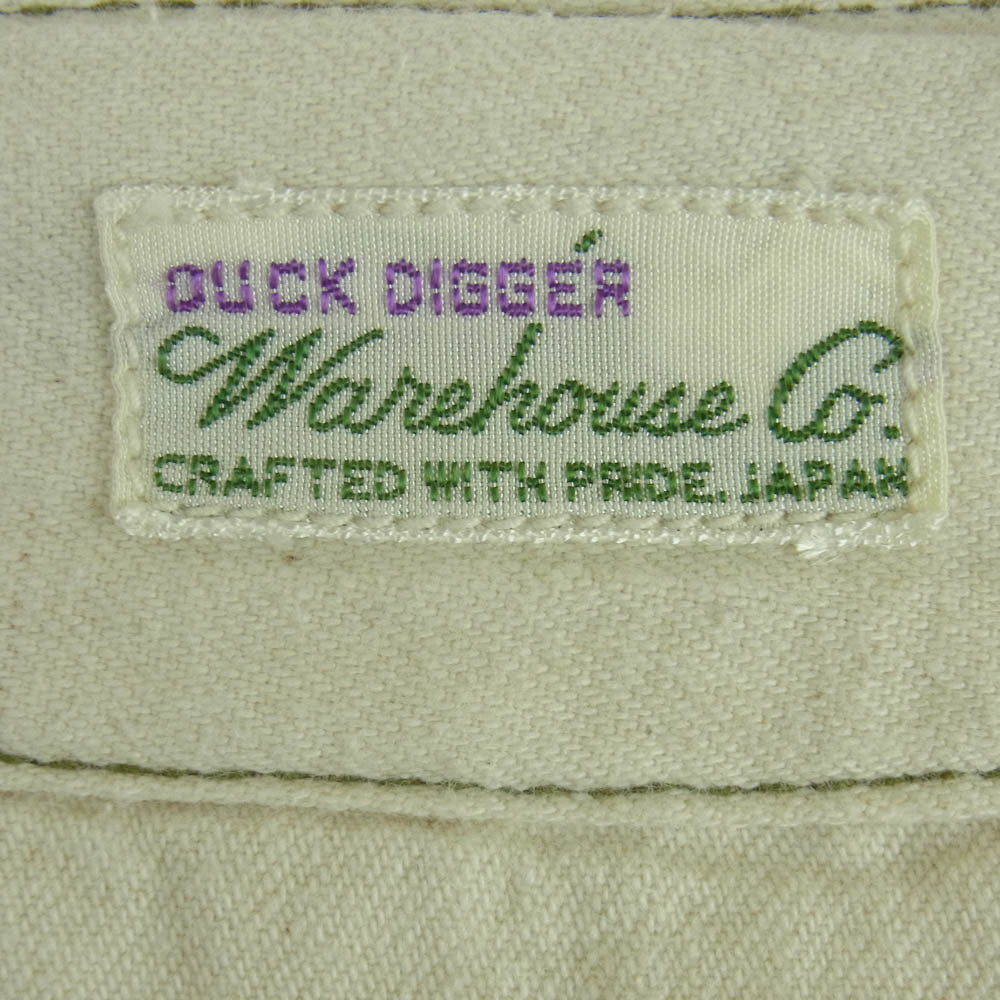 DUCK DIGGER
Warehouse Co.
CRAFTED WITH PRIDE. JAPAN